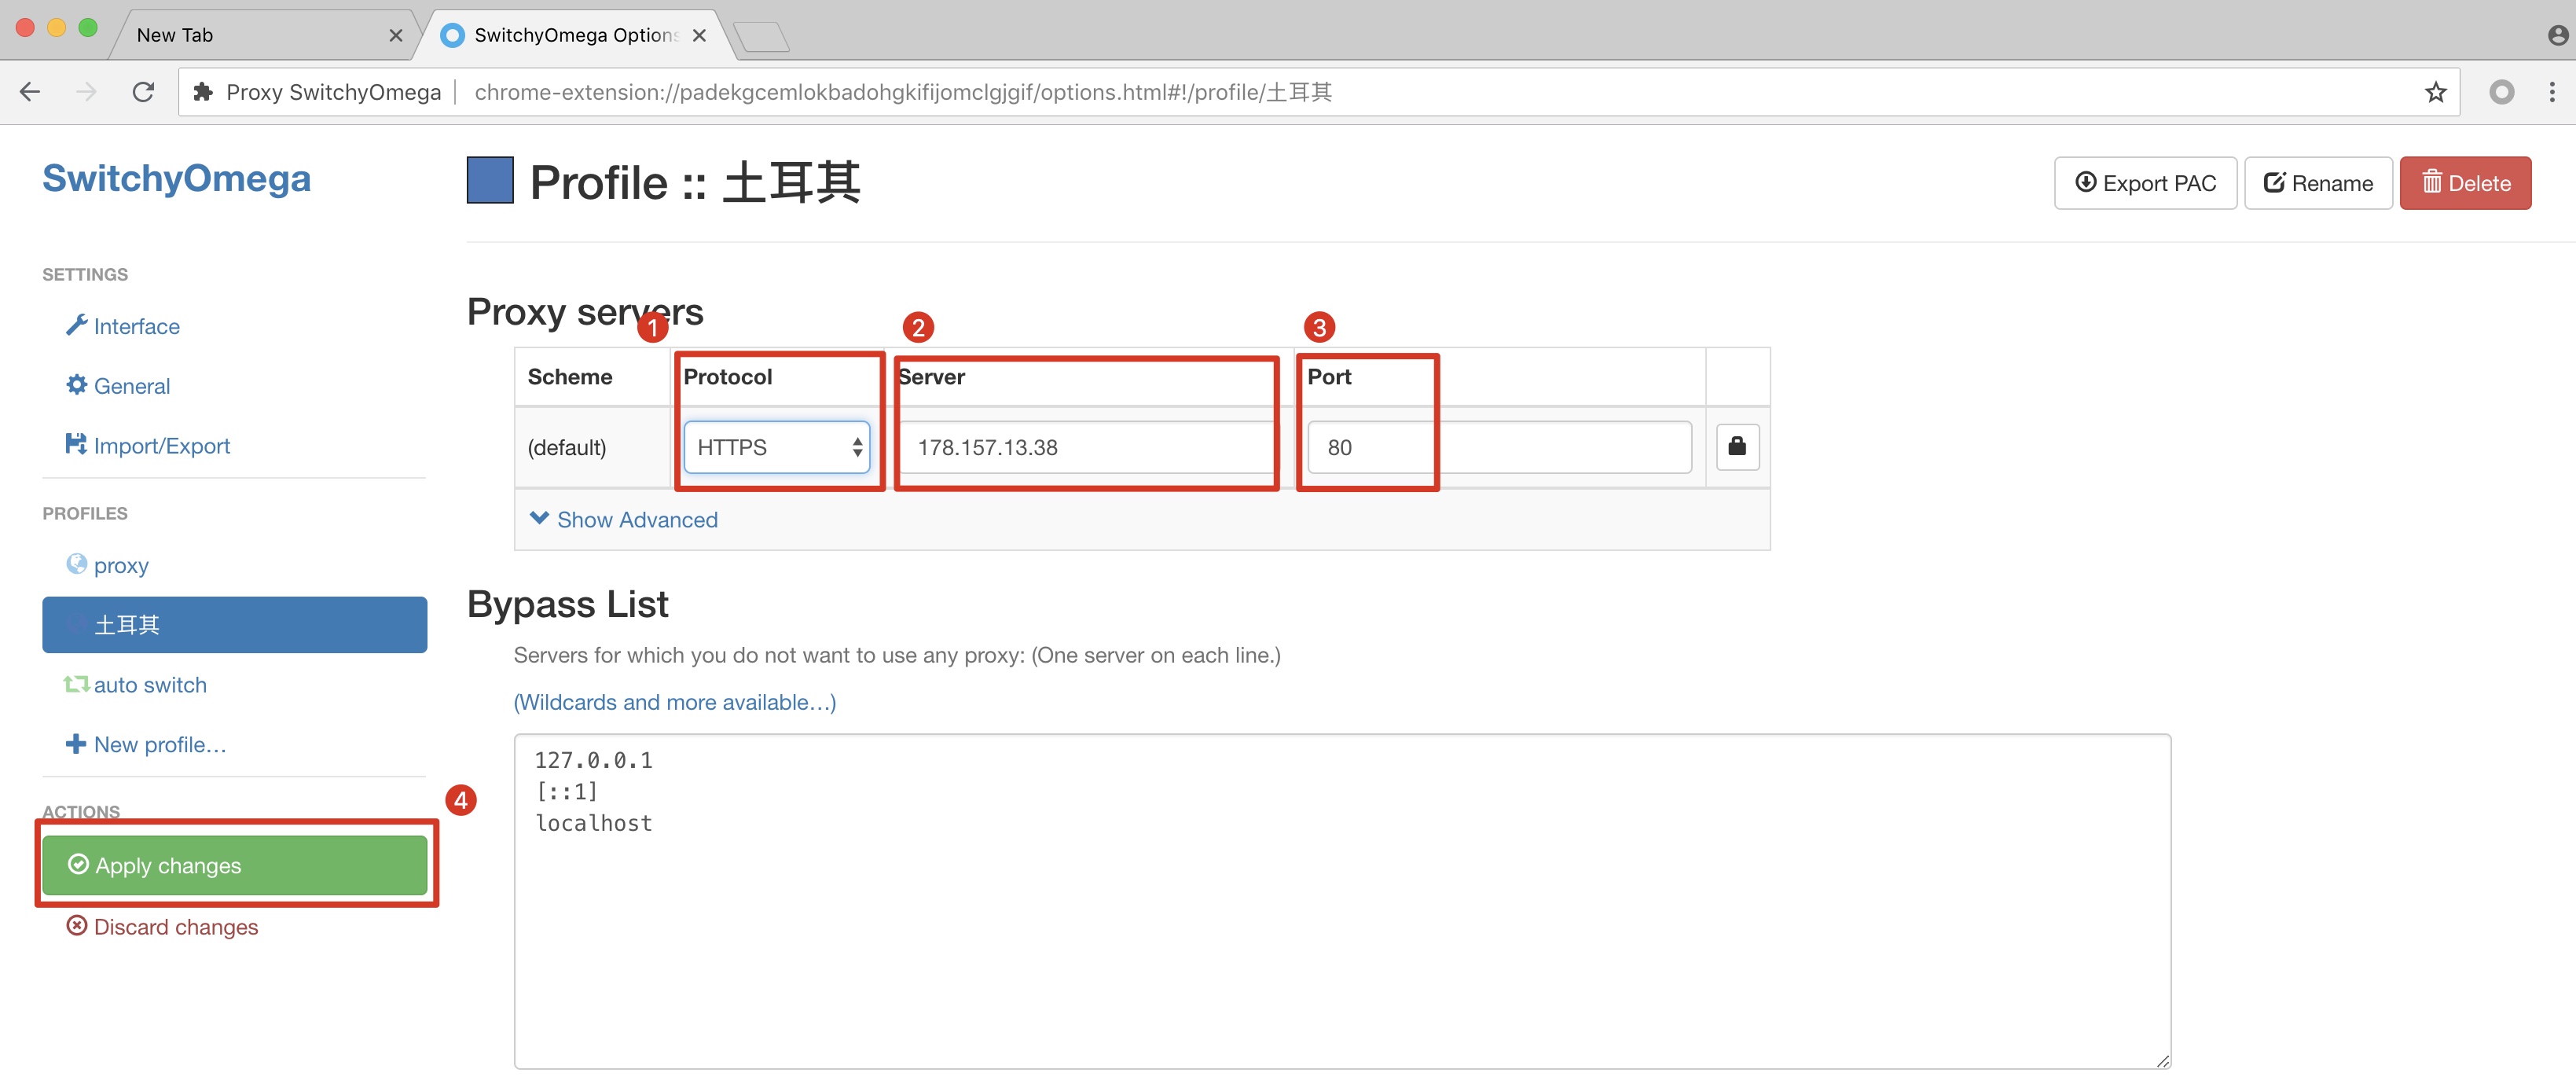 New Tab
SwitchyOmega Options
Proxy SwitchyOmega
chrome-extension://padekgcemlokbadohgkifijomclgjgif/options.html#!/profile/土耳其
SwitchyOmega
Profile :: 土耳其
Export PAC
Rename
Delete
SETTINGS
Interface
General
Import/Export
PROFILES
proxy
土耳其
auto switch
New profile…
ACTIONS
4
Apply changes
Discard changes
Proxy servers
1
2
3
Scheme
Protocol
Server
Port
(default)
HTTPS
178.157.13.38
80
Show Advanced
Bypass List
Servers for which you do not want to use any proxy: (One server on each line.)
(Wildcards and more available…)
127.0.0.1
[::1]
localhost